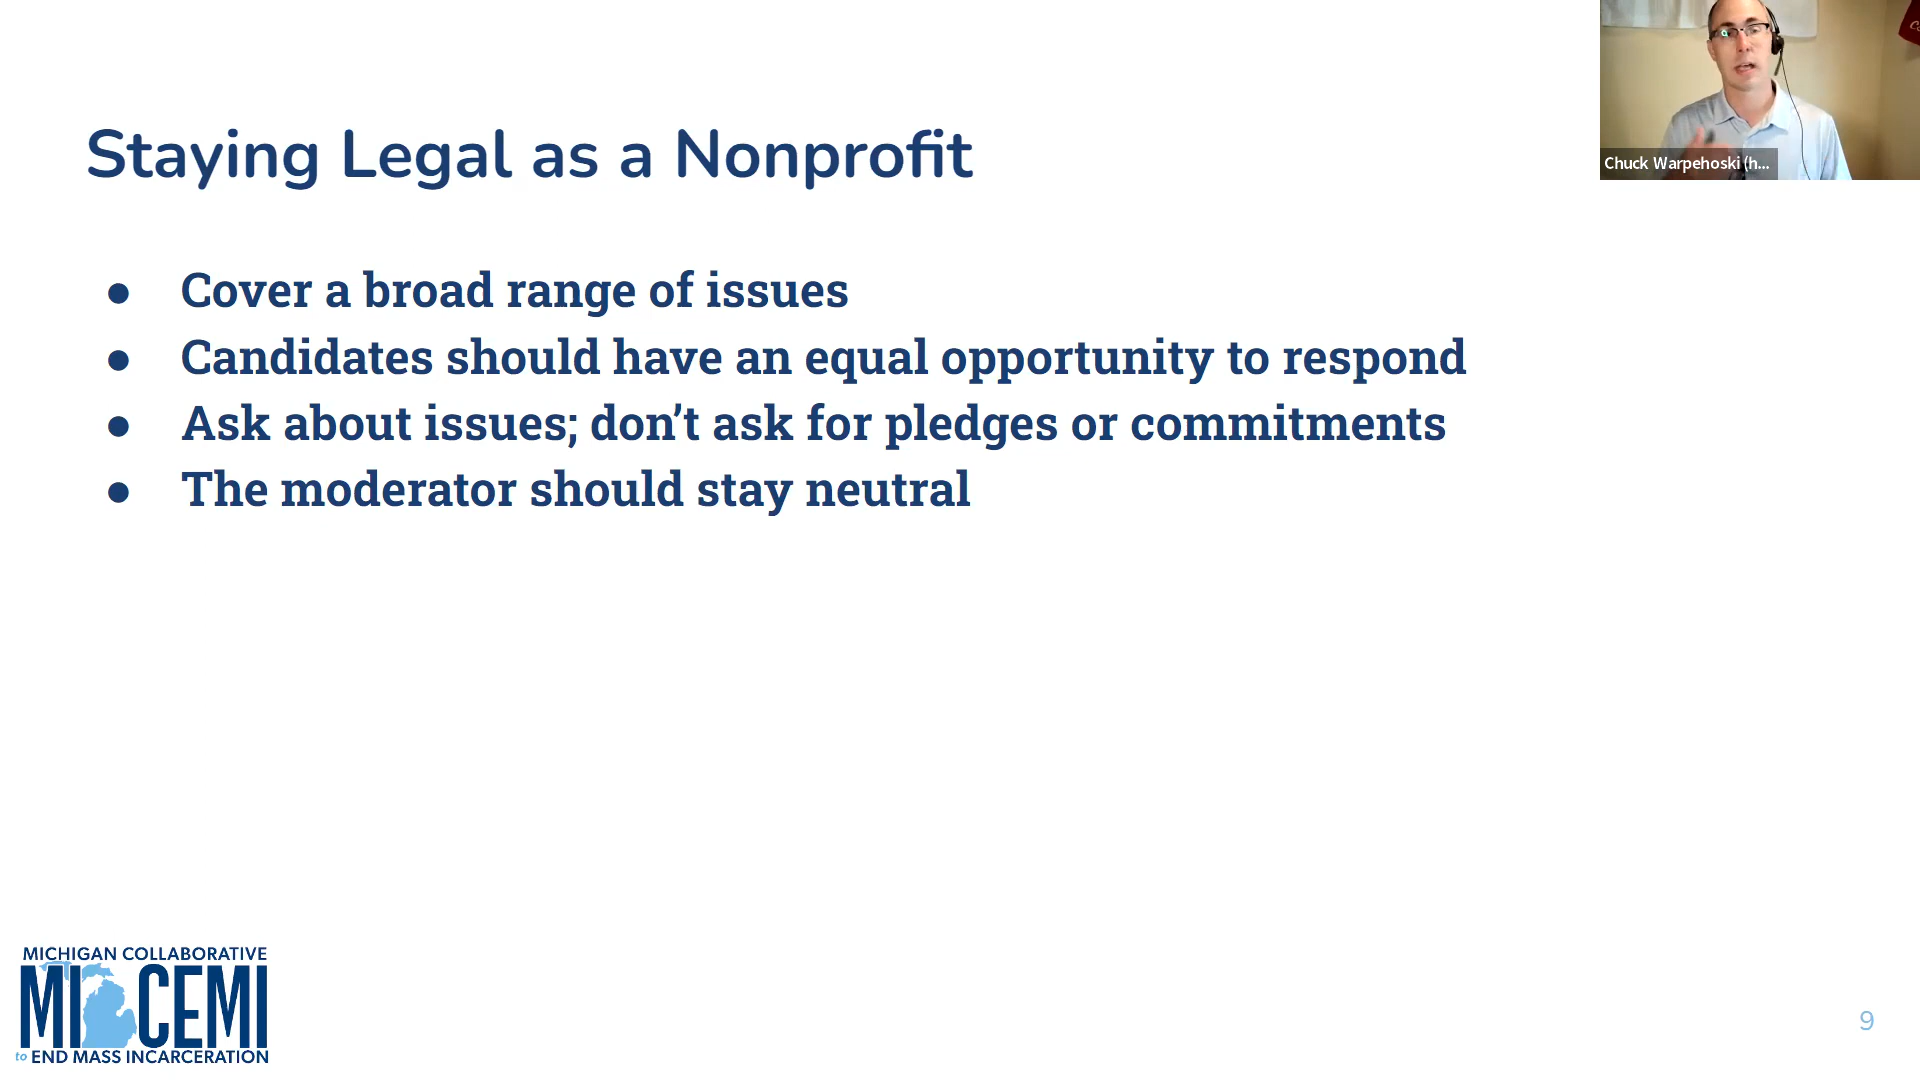 Staying Legal as a Nonprofit
Chuck Warpehoski (h...
● Cover a broad range of issues
● Candidates should have an equal opportunity to respond
● Ask about issues; don’t ask for pledges or commitments
● The moderator should stay neutral
MICHIGAN COLLABORATIVE
MI CEMI
to END MASS INCARCERATION
9